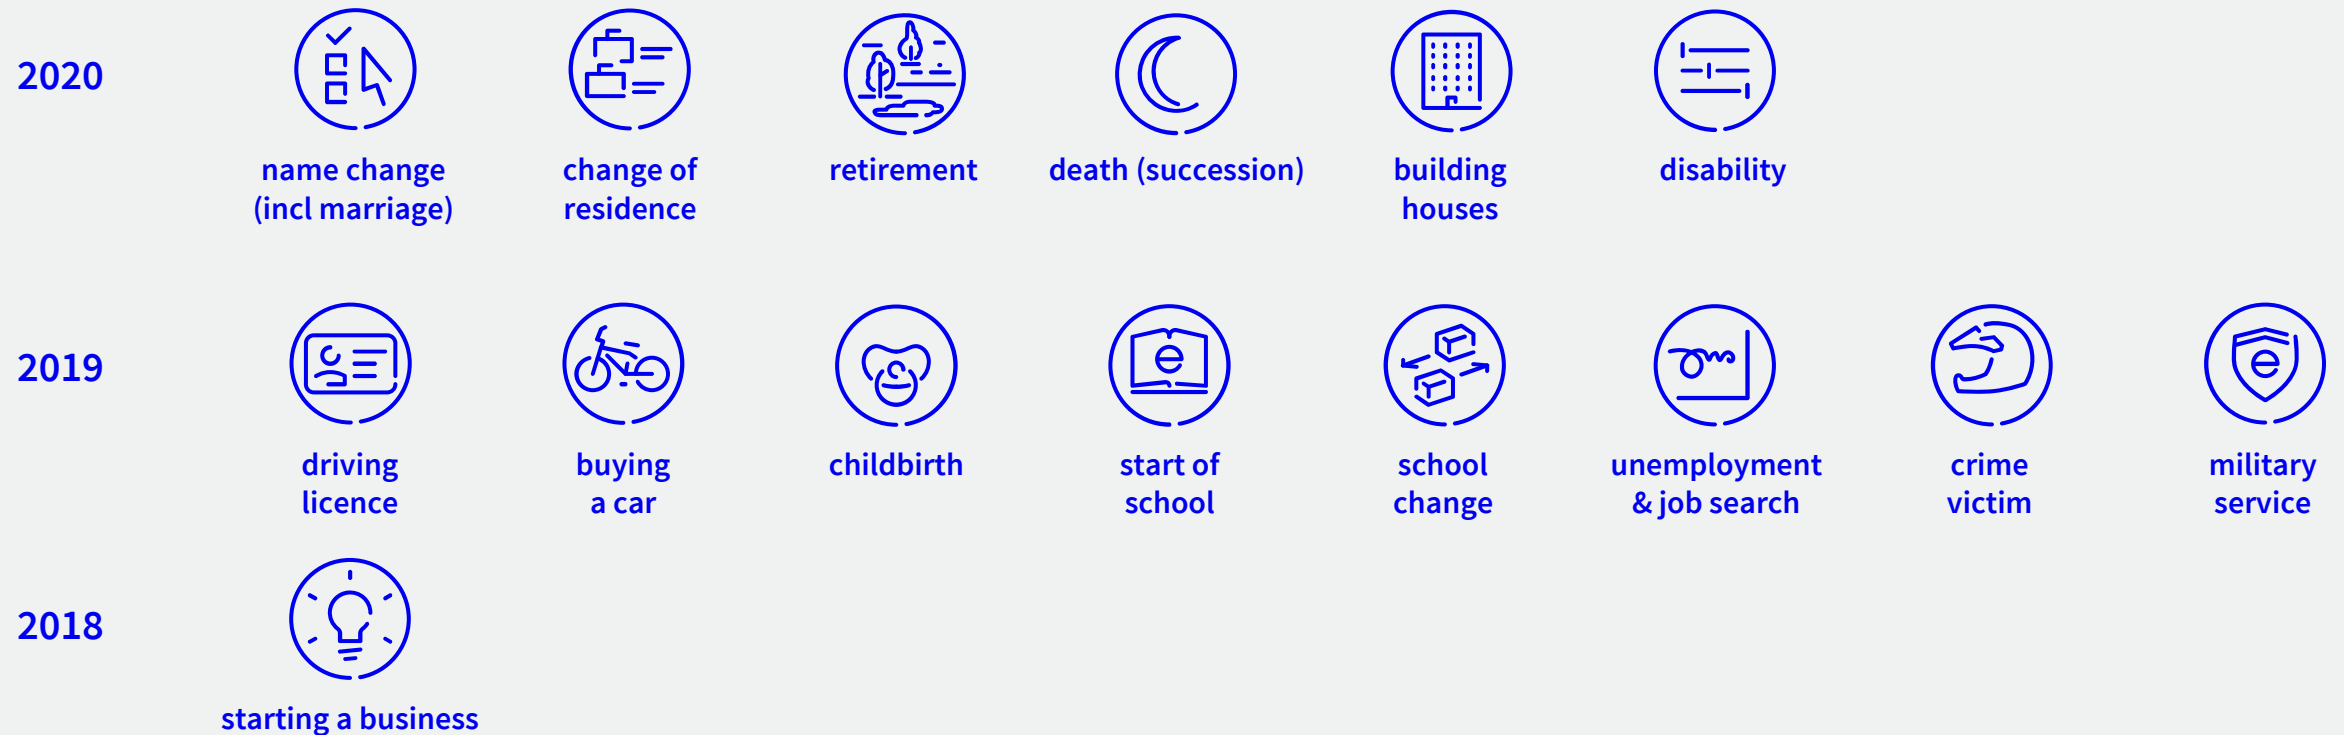 2020
name change
(incl marriage)
change of
residence
retirement
death (succession)
building
houses
disability
2019
driving
licence
buying
a car
childbirth
e
start of
school
school
change
unemployment
& job search
crime
victim
e
military
service
2018
starting a business